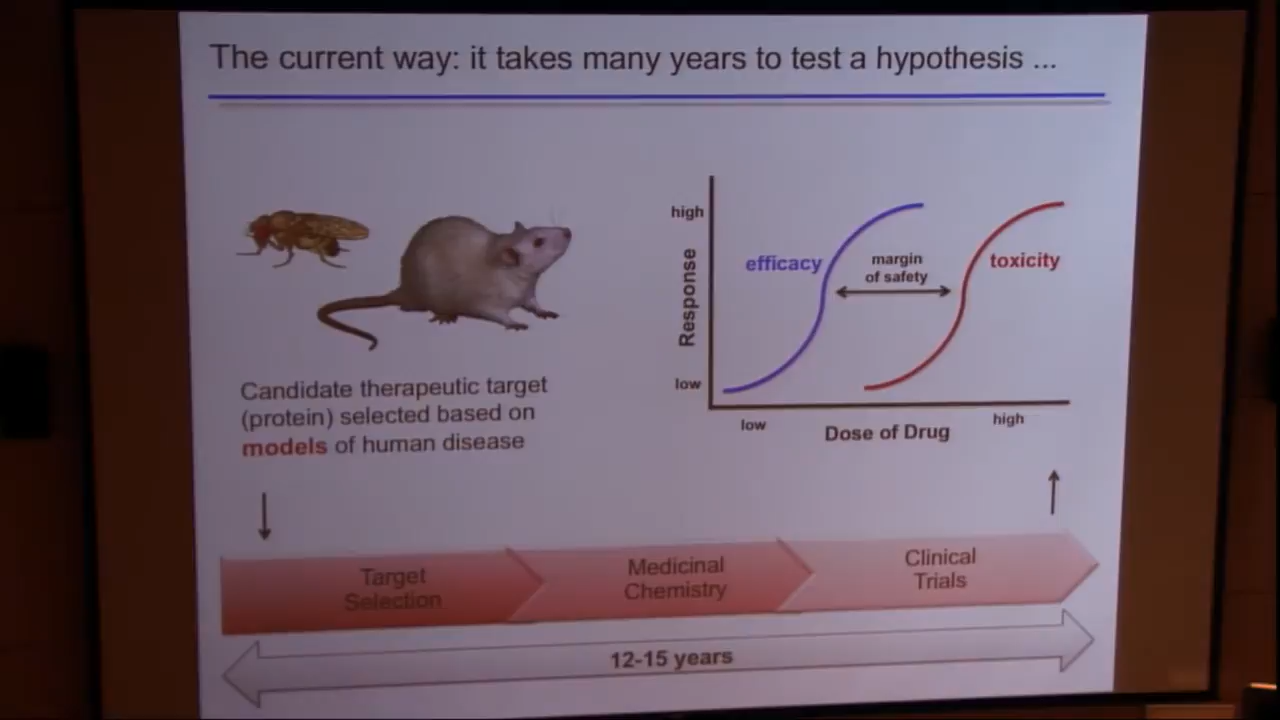 The current way: it takes many years to test a hypothesis ...
Candidate therapeutic target
(protein) selected based on
models of human disease
high
Response
low
efficacy
margin
of safety
toxicity
low
Dose of Drug
high
Target
Selection
Medicinal
Chemistry
Clinical
Trials
12-15 years